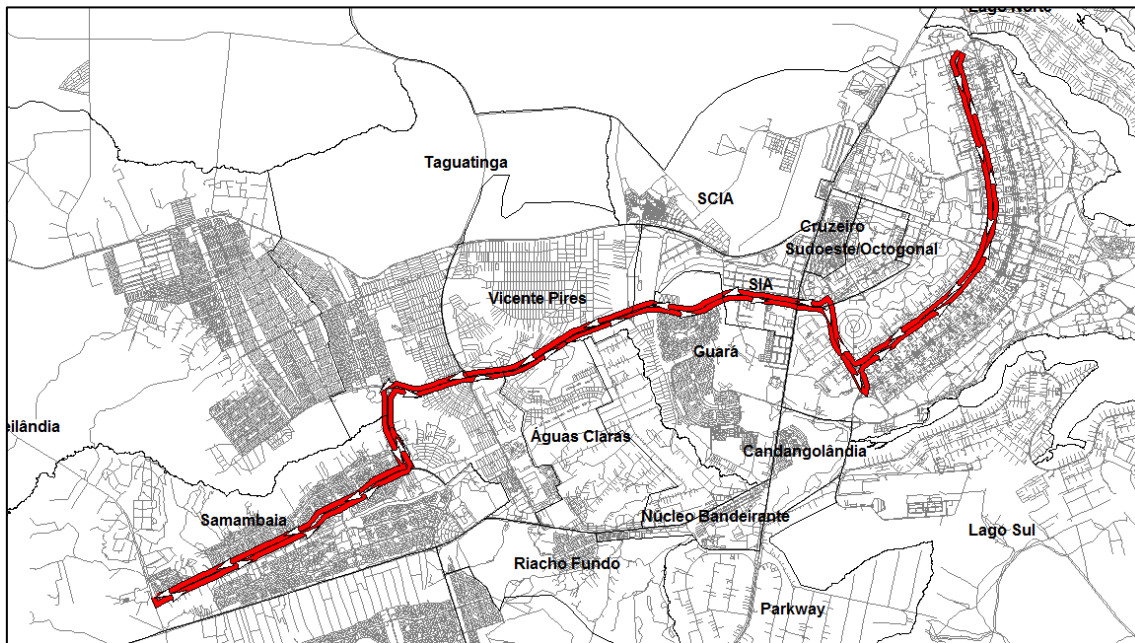 Lago Norte
Taguatinga
SCIA
Cruzeiro
Sudoeste/Octogonal
SIA
Vicente Pires
Guará
eilândia
Águas Claras
Candangolândia
Samambaia
Núcleo Bandeirante
Lago Sul
Riacho Fundo
Parkway